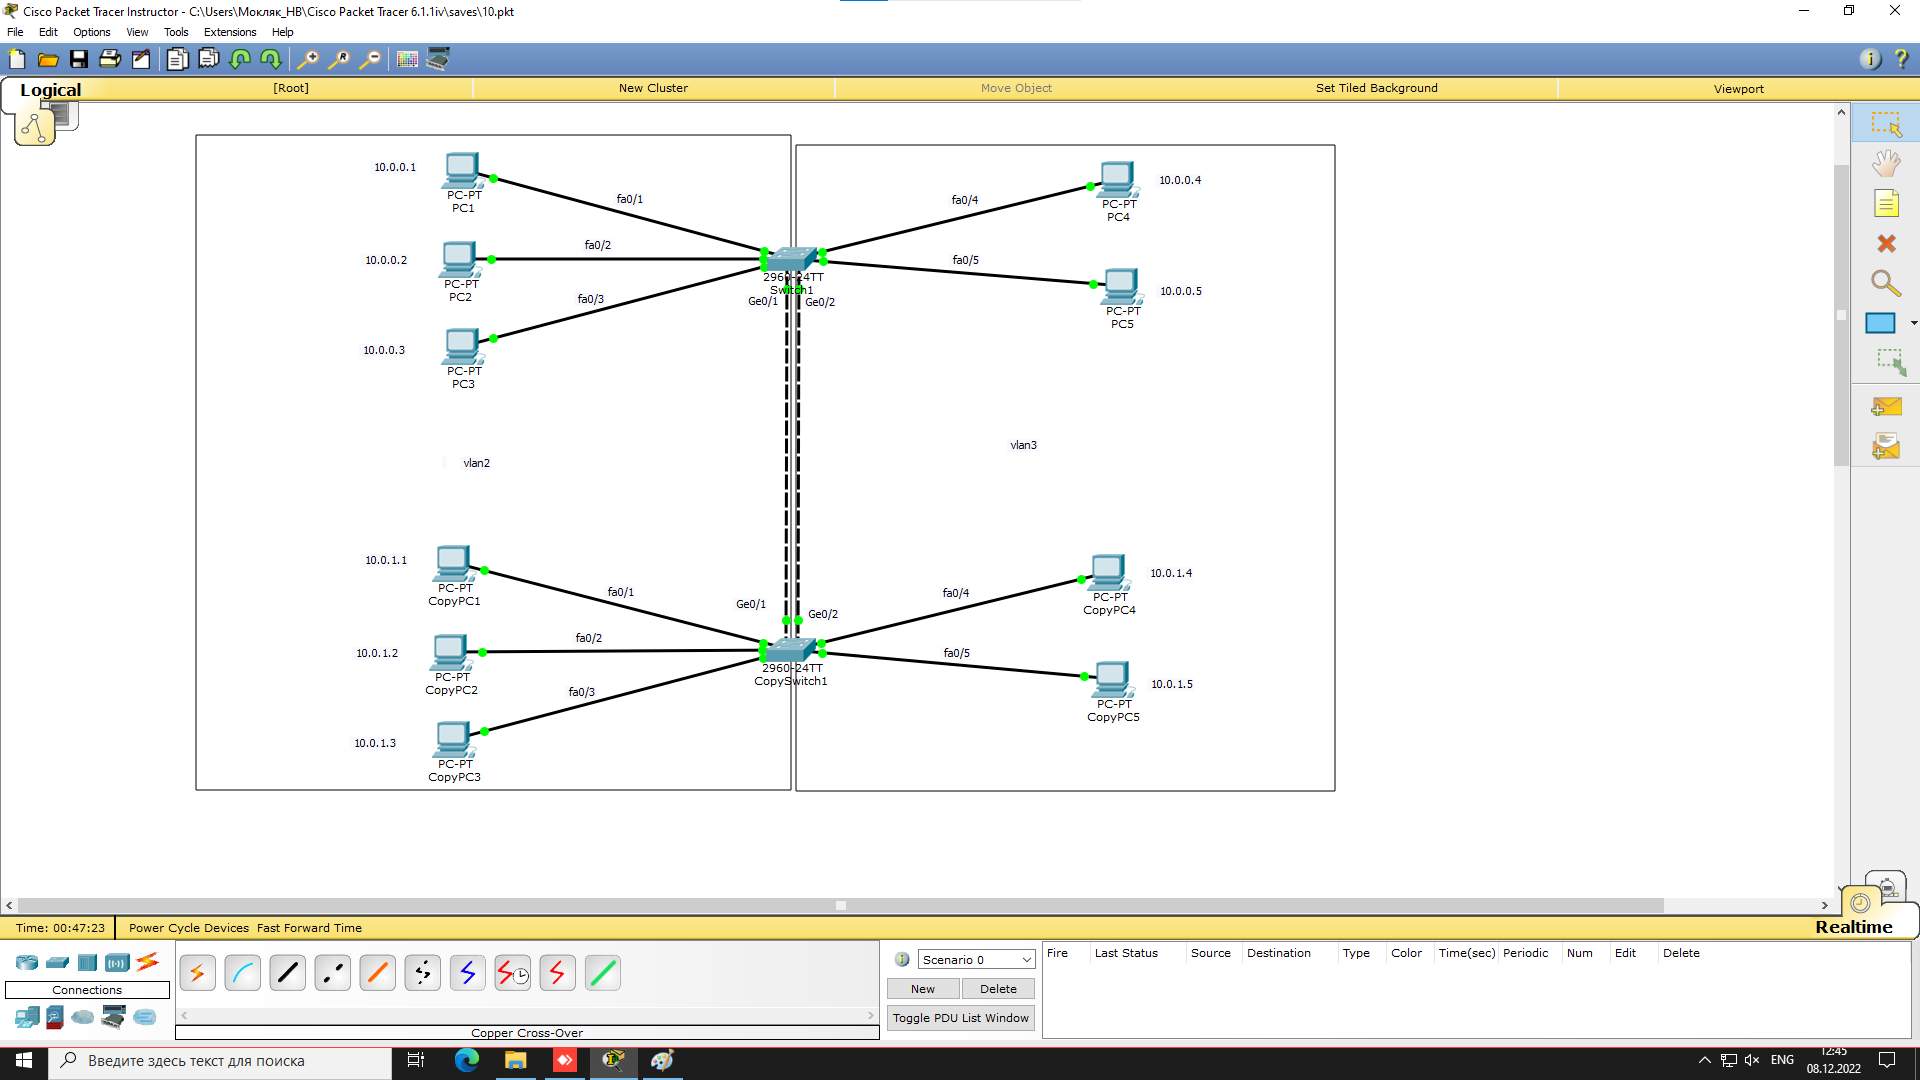 Cisco Packet Tracer Instructor - C:\Users\Мокляк_НВ\Cisco Packet Tracer 6.1.1iv\saves\10.pkt
File Edit Options View Tools Extensions Help
Logical [Root] New Cluster Move Object Set Tiled Background Viewport
10.0.0.1
PC-PT
PC1
fa0/1
fa0/4
PC-PT
PC4
10.0.0.4
10.0.0.2
PC-PT
PC2
fa0/2
fa0/5
PC-PT
PC5
10.0.0.5
2960-24TT
Switch1
Ge0/1 Ge0/2
fa0/3
10.0.0.3
PC-PT
PC3
vlan2
vlan3
10.0.1.1
PC-PT
CopyPC1
fa0/1
Ge0/1 Ge0/2
fa0/4
PC-PT
CopyPC4
10.0.1.4
10.0.1.2
PC-PT
CopyPC2
fa0/2
2960-24TT
CopySwitch1
fa0/5
PC-PT
CopyPC5
10.0.1.5
fa0/3
10.0.1.3
PC-PT
CopyPC3
Time: 00:47:23 Power Cycle Devices Fast Forward Time Realtime
Connections
Copper Cross-Over
Scenario 0
New Delete
Toggle PDU List Window
Fire Last Status Source Destination Type Color Time(sec) Periodic Num Edit Delete
Введите здесь текст для поиска
ENG
12:45
08.12.2022